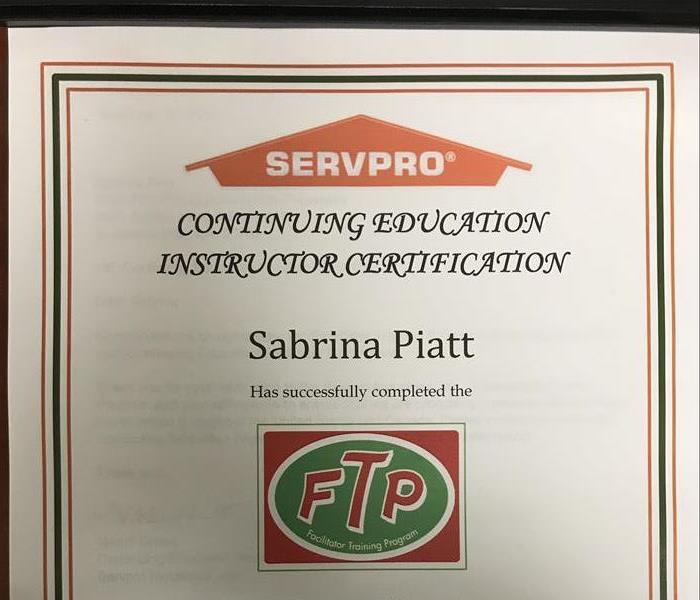 SERVPRO®
CONTINUING EDUCATION
INSTRUCTOR CERTIFICATION
Sabrina Piatt
Has successfully completed the
FTP
Facilitator Training Program